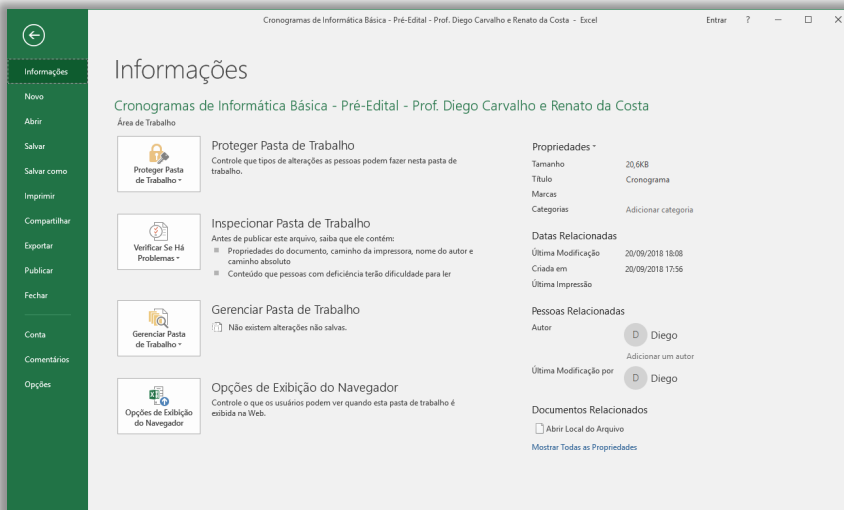 Cronogramas de Informática Básica - Pré-Edital - Prof. Diego Carvalho e Renato da Costa - Excel
Entrar ?
Informações
Novo
Abrir
Salvar
Salvar como
Imprimir
Compartilhar
Exportar
Publicar
Fechar
Conta
Comentários
Opções
Informações
Cronogramas de Informática Básica - Pré-Edital - Prof. Diego Carvalho e Renato da Costa
Área de Trabalho
Proteger Pasta
de Trabalho
Proteger Pasta de Trabalho
Controle que tipos de alterações as pessoas podem fazer nesta pasta de
trabalho.
Verificar Se Há
Problemas
Inspecionar Pasta de Trabalho
Antes de publicar este arquivo, saiba que ele contém:
Propriedades do documento, caminho da impressora, nome do autor e
caminho absoluto
Conteúdo que pessoas com deficiência terão dificuldade para ler
Gerenciar Pasta
de Trabalho
Gerenciar Pasta de Trabalho
Não existem alterações não salvas.
Opções de Exibição
do Navegador
Opções de Exibição do Navegador
Controle o que os usuários podem ver quando esta pasta de trabalho é
exibida na Web.
Propriedades
Tamanho 20,6KB
Título Cronograma
Marcas
Categorias Adicionar categoria
Datas Relacionadas
Última Modificação 20/09/2018 18:08
Criada em 20/09/2018 17:56
Última Impressão
Pessoas Relacionadas
Autor
D Diego
Adicionar um autor
Última Modificação por
D Diego
Documentos Relacionados
Abrir Local do Arquivo
Mostrar Todas as Propriedades